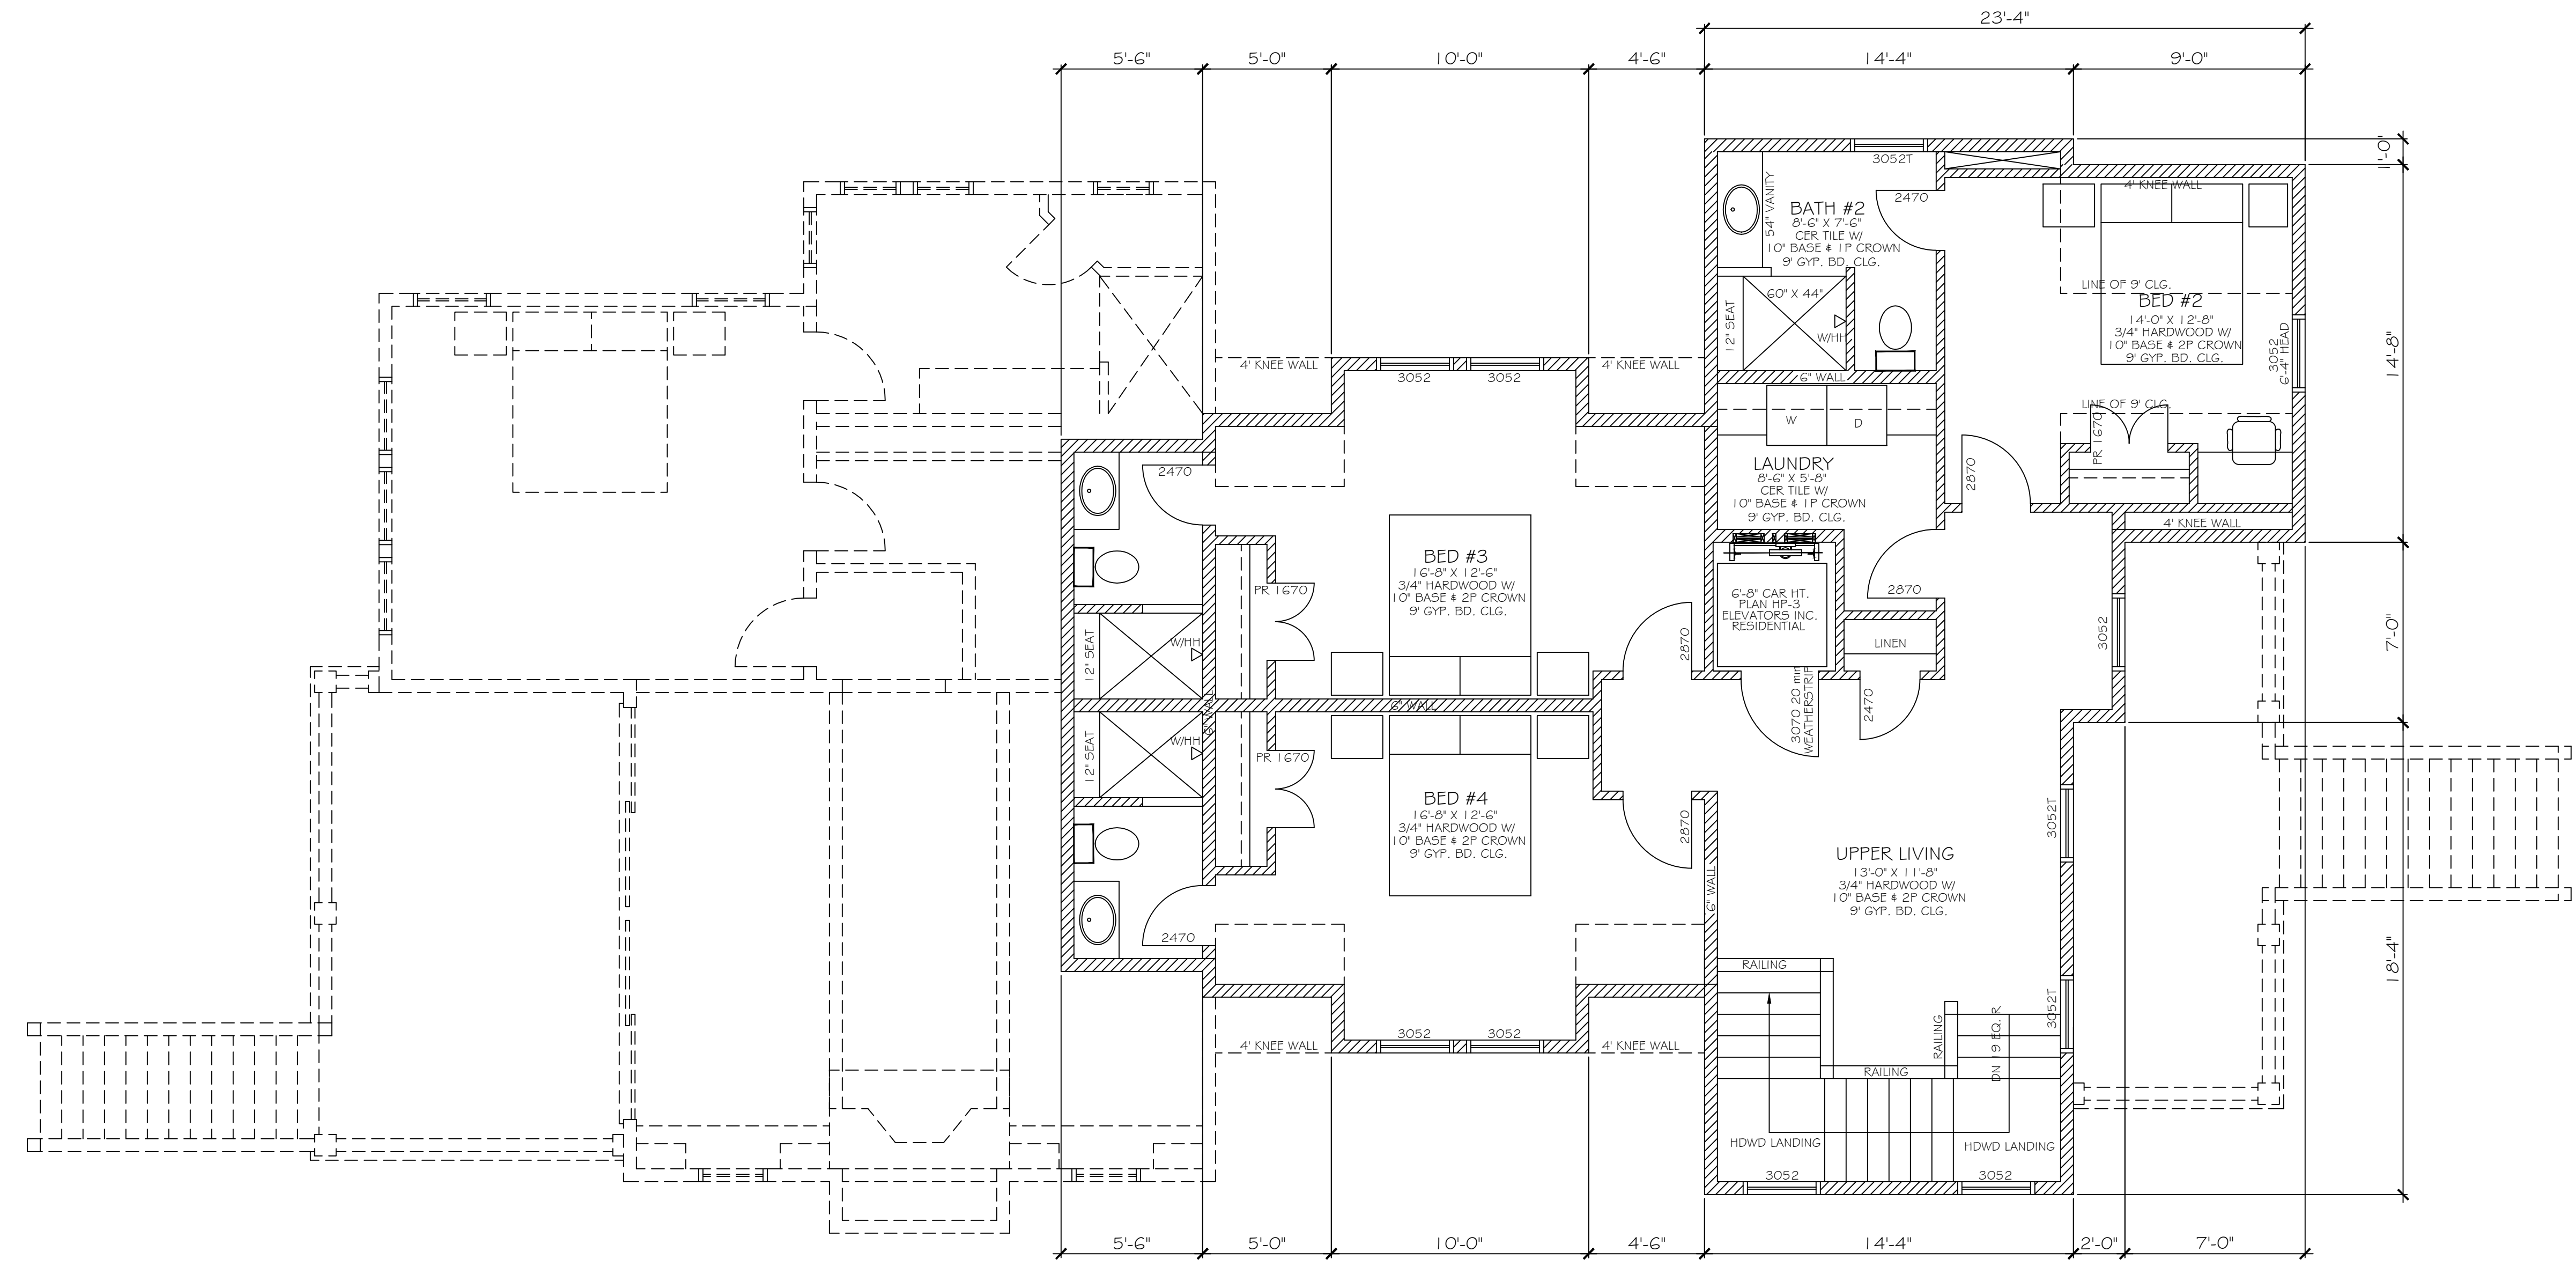 23'-4"
5'-6"
5'-0"
10'-0"
4'-6"
14'-4"
9'-0"
1'-0"
3052T
4' KNEE WALL
54" VANITY
2470
BATH #2
8'-6" X 7'-6"
CER TILE W/
10" BASE & 1P CROWN
9' GYP. BD. CLG.
60" X 44"
12" SEAT
W/HH
6" WALL
LINE OF 9' CLG.
BED #2
14'-0" X 12'-8"
3/4" HARDWOOD W/
10" BASE & 2P CROWN
9' GYP. BD. CLG.
3052
6'-4" HEAD
14'-8"
LINE OF 9' CLG.
PR 1670
4' KNEE WALL
3052
3052
4' KNEE WALL
W
D
LAUNDRY
8'-6" X 5'-8"
CER TILE W/
10" BASE & 1P CROWN
9' GYP. BD. CLG.
2870
4' KNEE WALL
2470
BED #3
16'-8" X 12'-6"
3/4" HARDWOOD W/
10" BASE & 2P CROWN
9' GYP. BD. CLG.
PR 1670
12" SEAT
W/HH
2870
6'-8" CAR HT.
PLAN HP-3
ELEVATORS INC.
RESIDENTIAL
2870
LINEN
3052
7'-0"
3070 20 min
WEATHERSTRIP
2470
6" WALL
6" WALL
12" SEAT
W/HH
PR 1670
BED #4
16'-8" X 12'-6"
3/4" HARDWOOD W/
10" BASE & 2P CROWN
9' GYP. BD. CLG.
2870
2470
6" WALL
UPPER LIVING
13'-0" X 11'-8"
3/4" HARDWOOD W/
10" BASE & 2P CROWN
9' GYP. BD. CLG.
3052T
3052T
18'-4"
RAILING
RAILING
RAILING
DN 19 EQ. R
4' KNEE WALL
3052
3052
4' KNEE WALL
HDWD LANDING
HDWD LANDING
3052
3052
5'-6"
5'-0"
10'-0"
4'-6"
14'-4"
2'-0"
7'-0"